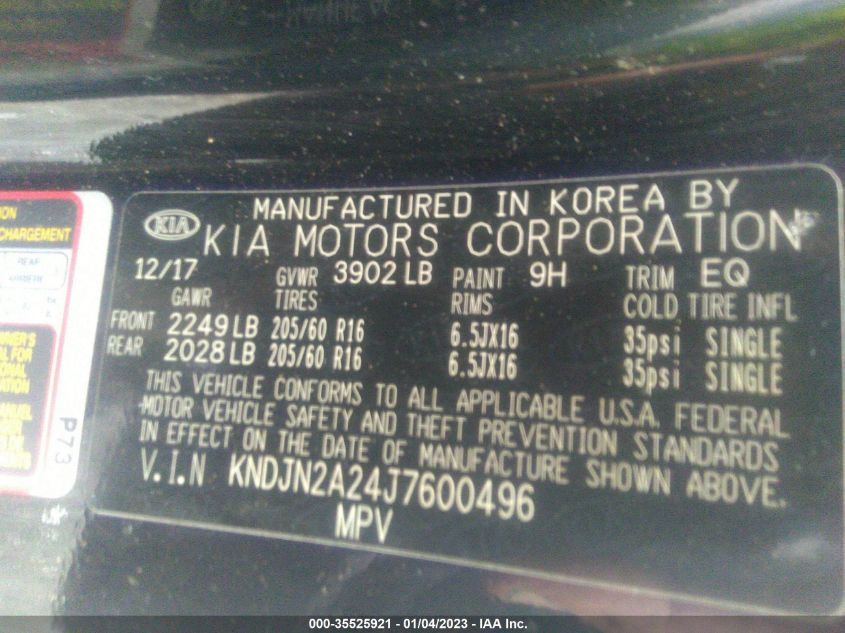 MANUFACTURED IN KOREA BY
KIA KIA MOTORS CORPORATION
12/17 GVWR 3902 LB PAINT 9H TRIM EQ
GAWR TIRES RIMS COLD TIRE INFL
FRONT 2249 LB 205/60 R16 6.5JX16 35psi SINGLE
REAR 2028 LB 205/60 R16 6.5JX16 35psi SINGLE
THIS VEHICLE CONFORMS TO ALL APPLICABLE U.S.A. FEDERAL
MOTOR VEHICLE SAFETY AND THEFT PREVENTION STANDARDS
IN EFFECT ON THE DATE OF MANUFACTURE SHOWN ABOVE.
V.I.N KNDJN2A24J7600496
MPV
CHARGEMENT
REAR
P73
000-35525921 - 01/04/2023 - IAA Inc.